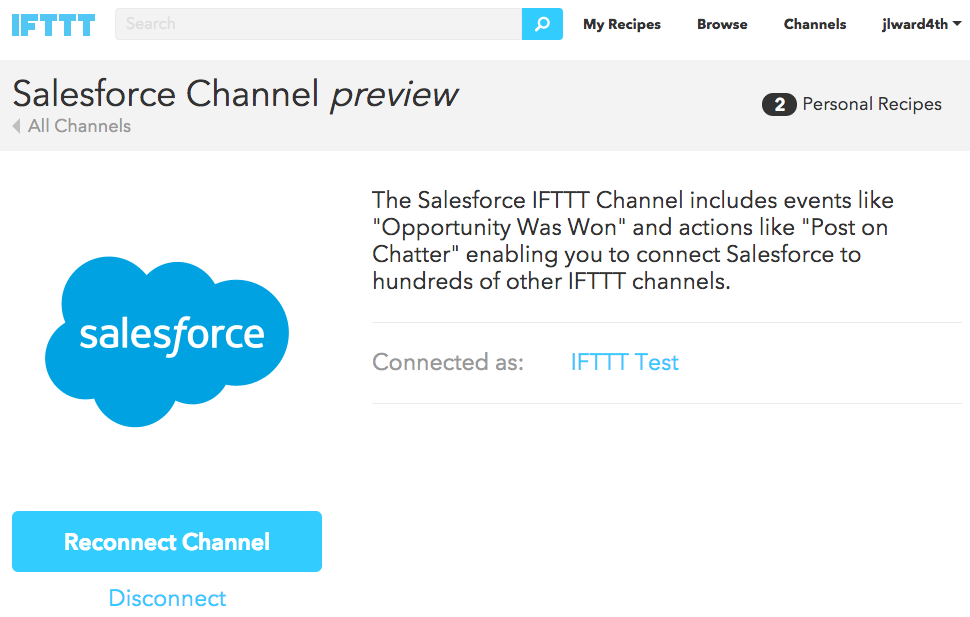 IFTTT
Search
My Recipes
Browse
Channels
jlward4th
Salesforce Channel preview
All Channels
2 Personal Recipes
The Salesforce IFTTT Channel includes events like
"Opportunity Was Won" and actions like "Post on
Chatter" enabling you to connect Salesforce to
hundreds of other IFTTT channels.
salesforce
Connected as: IFTTT Test
Reconnect Channel
Disconnect